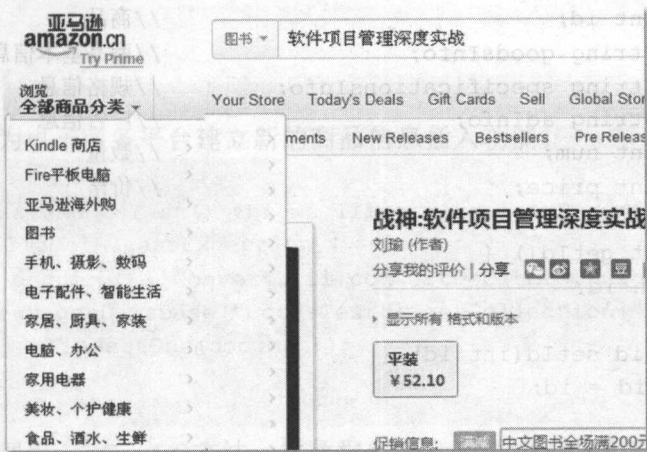 亚马逊
amazon.cn
Try Prime
图书
软件项目管理深度实战
浏览
全部商品分类
Your Store Today's Deals Gift Cards Sell Global Stor
ments New Releases Bestsellers Pre Releas
Kindle 商店
Fire平板电脑
亚马逊海外购
图书
手机、摄影、数码
电子配件、智能生活
家居、厨具、家装
电脑、办公
家用电器
美妆、个护健康
食品、酒水、生鲜
战神:软件项目管理深度实战
刘瑜 (作者)
分享我的评价 | 分享 豆
显示所有 格式和版本
平装
￥52.10
促销信息: 中文图书全场满200元